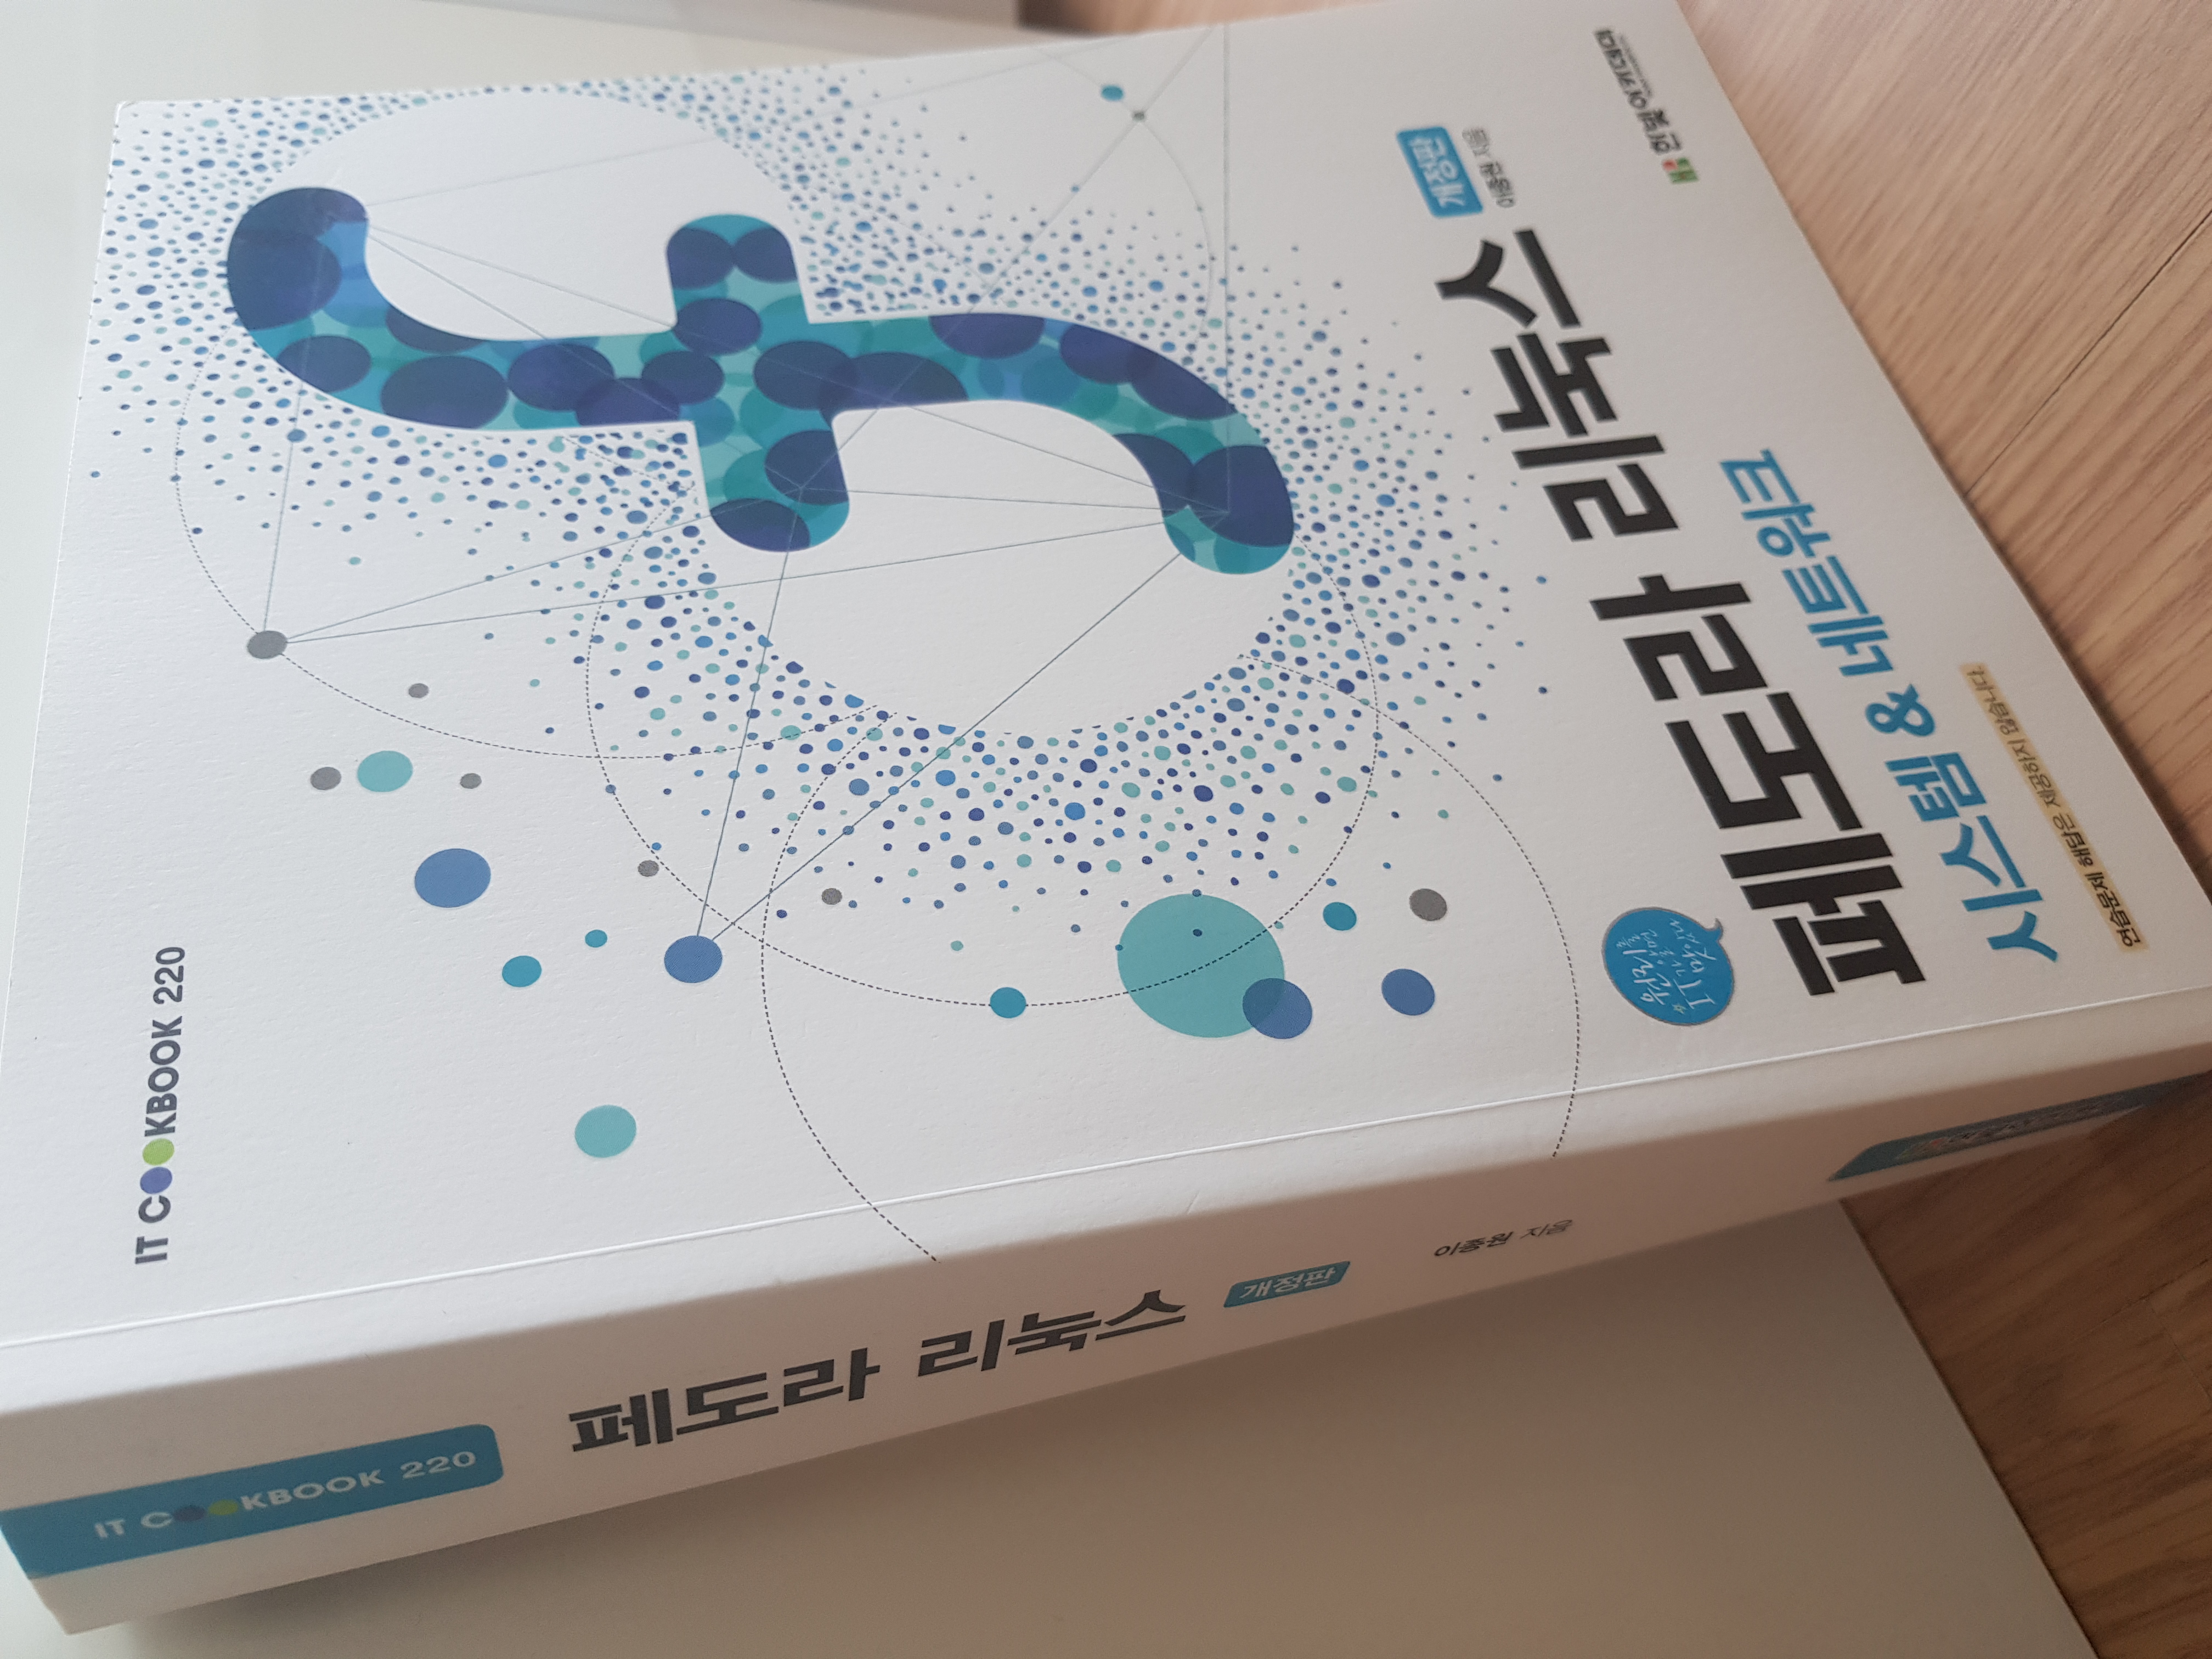 IT COOKBOOK 220
페도라 리눅스
개정판
이종원 지음
IT COOKBOOK 220
원리를
알면
IT가
맛있다
페도라 리눅스
개정판
이종원 지음
시스템 & 네트워크
한빛아카데미
연습문제 해답은 제공하지 않습니다.